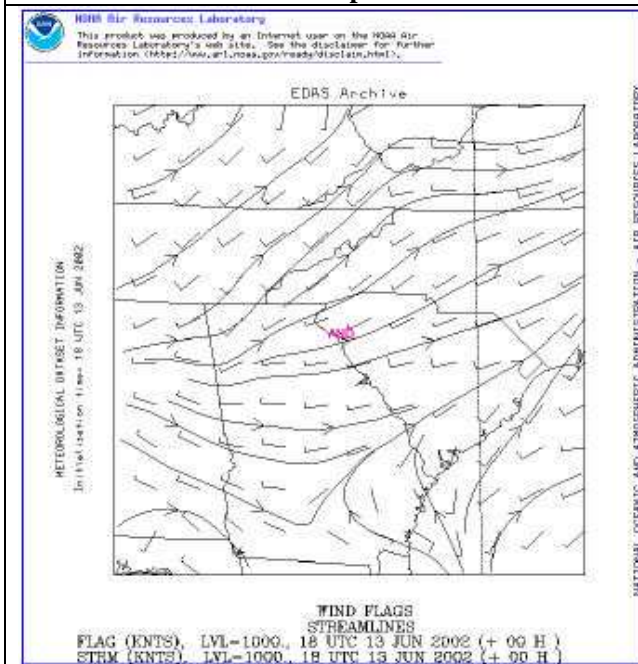 NOAA Air Resources Laboratory
This product was produced by an Internet user on the NOAA Air
Resources Laboratory's web site. See the disclaimer for further
information (http://www.arl.noaa.gov/ready/disclaim.html).
EDAS Archive
METEOROLOGICAL DATASET INFORMATION
Initialization time: 18 UTC 13 JUN 2002
AND
NATIONAL OCEANIC AND ATMOSPHERIC ADMINISTRATION - AIR RESOURCES LABORATORY
WIND FLAGS
STREAMLINES
FLAG (KNTS), LVL=1000., 18 UTC 13 JUN 2002 (+ 00 H )
STRM (KNTS), LVL=1000., 18 UTC 13 JUN 2002 (+ 00 H )